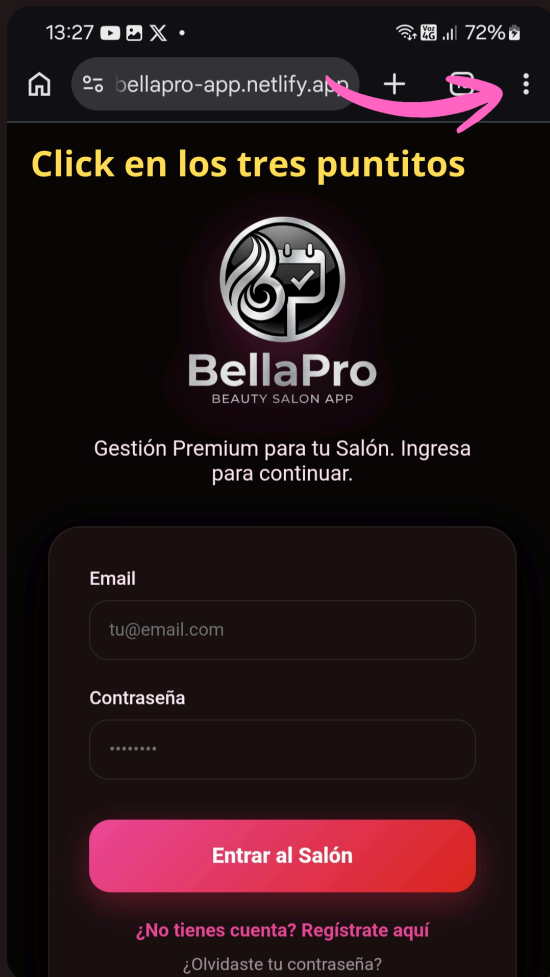 13:27 Voz 4G 72%
bellapro-app.netlify.app
Click en los tres puntitos
BellaPro
BEAUTY SALON APP
Gestión Premium para tu Salón. Ingresa
para continuar.
Email
tu@email.com
Contraseña
••••••••
Entrar al Salón
¿No tienes cuenta? Regístrate aquí
¿Olvidaste tu contraseña?